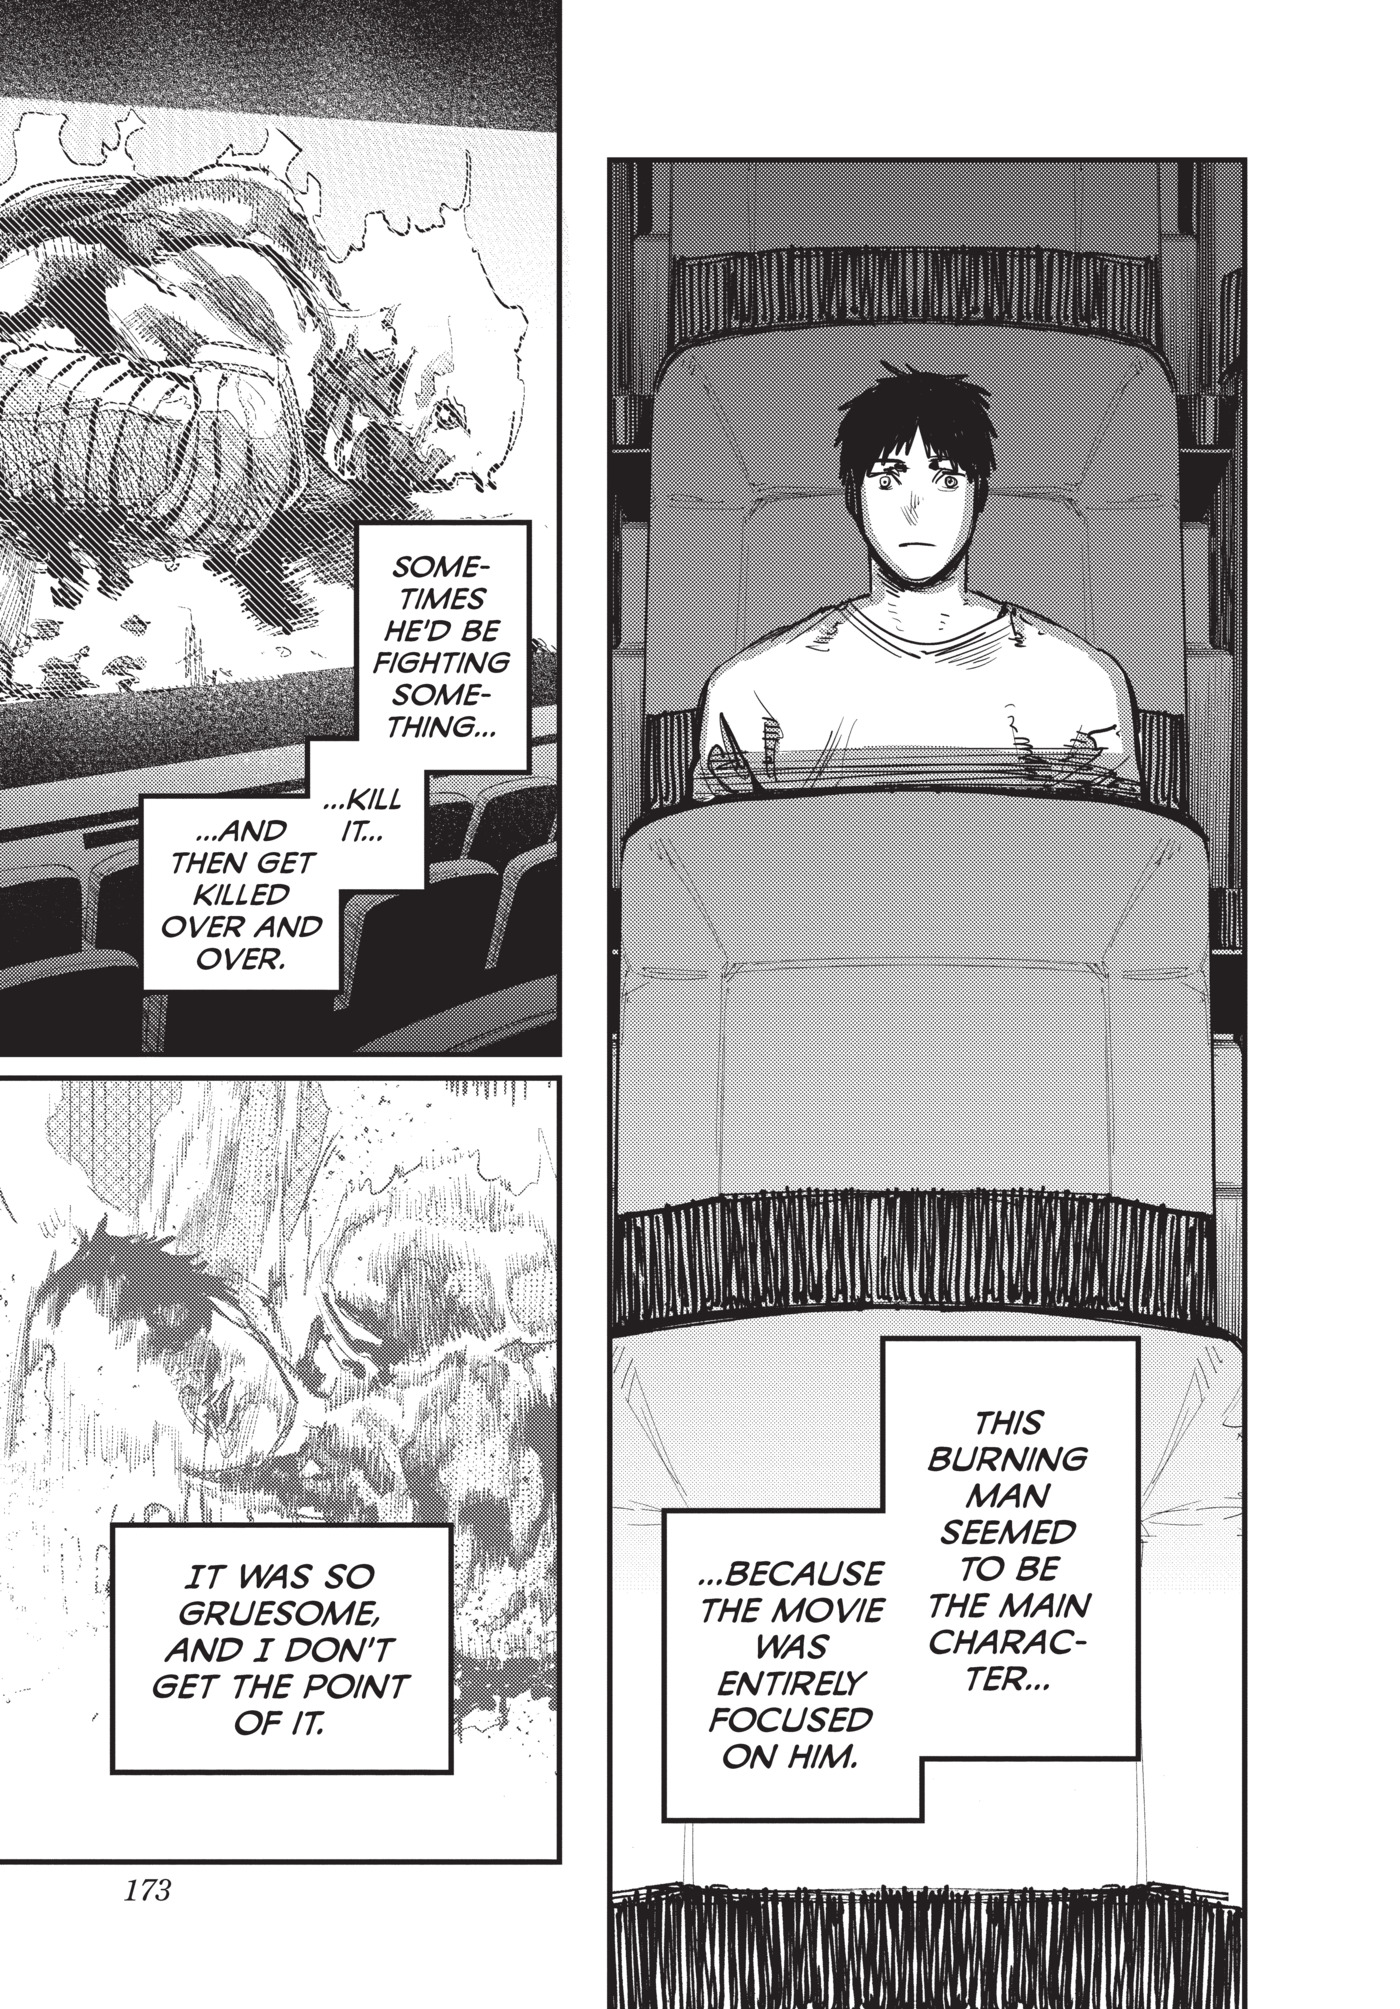 THIS
BURNING
MAN
SEEMED
TO BE
THE MAIN
CHARAC-
TER...
...BECAUSE
THE MOVIE
WAS
ENTIRELY
FOCUSED
ON HIM.
SOME-
TIMES
HE'D BE
FIGHTING
SOME-
THING...
...KILL
IT...
...AND
THEN GET
KILLED
OVER AND
OVER.
IT WAS SO
GRUESOME,
AND I DON'T
GET THE POINT
OF IT.
173